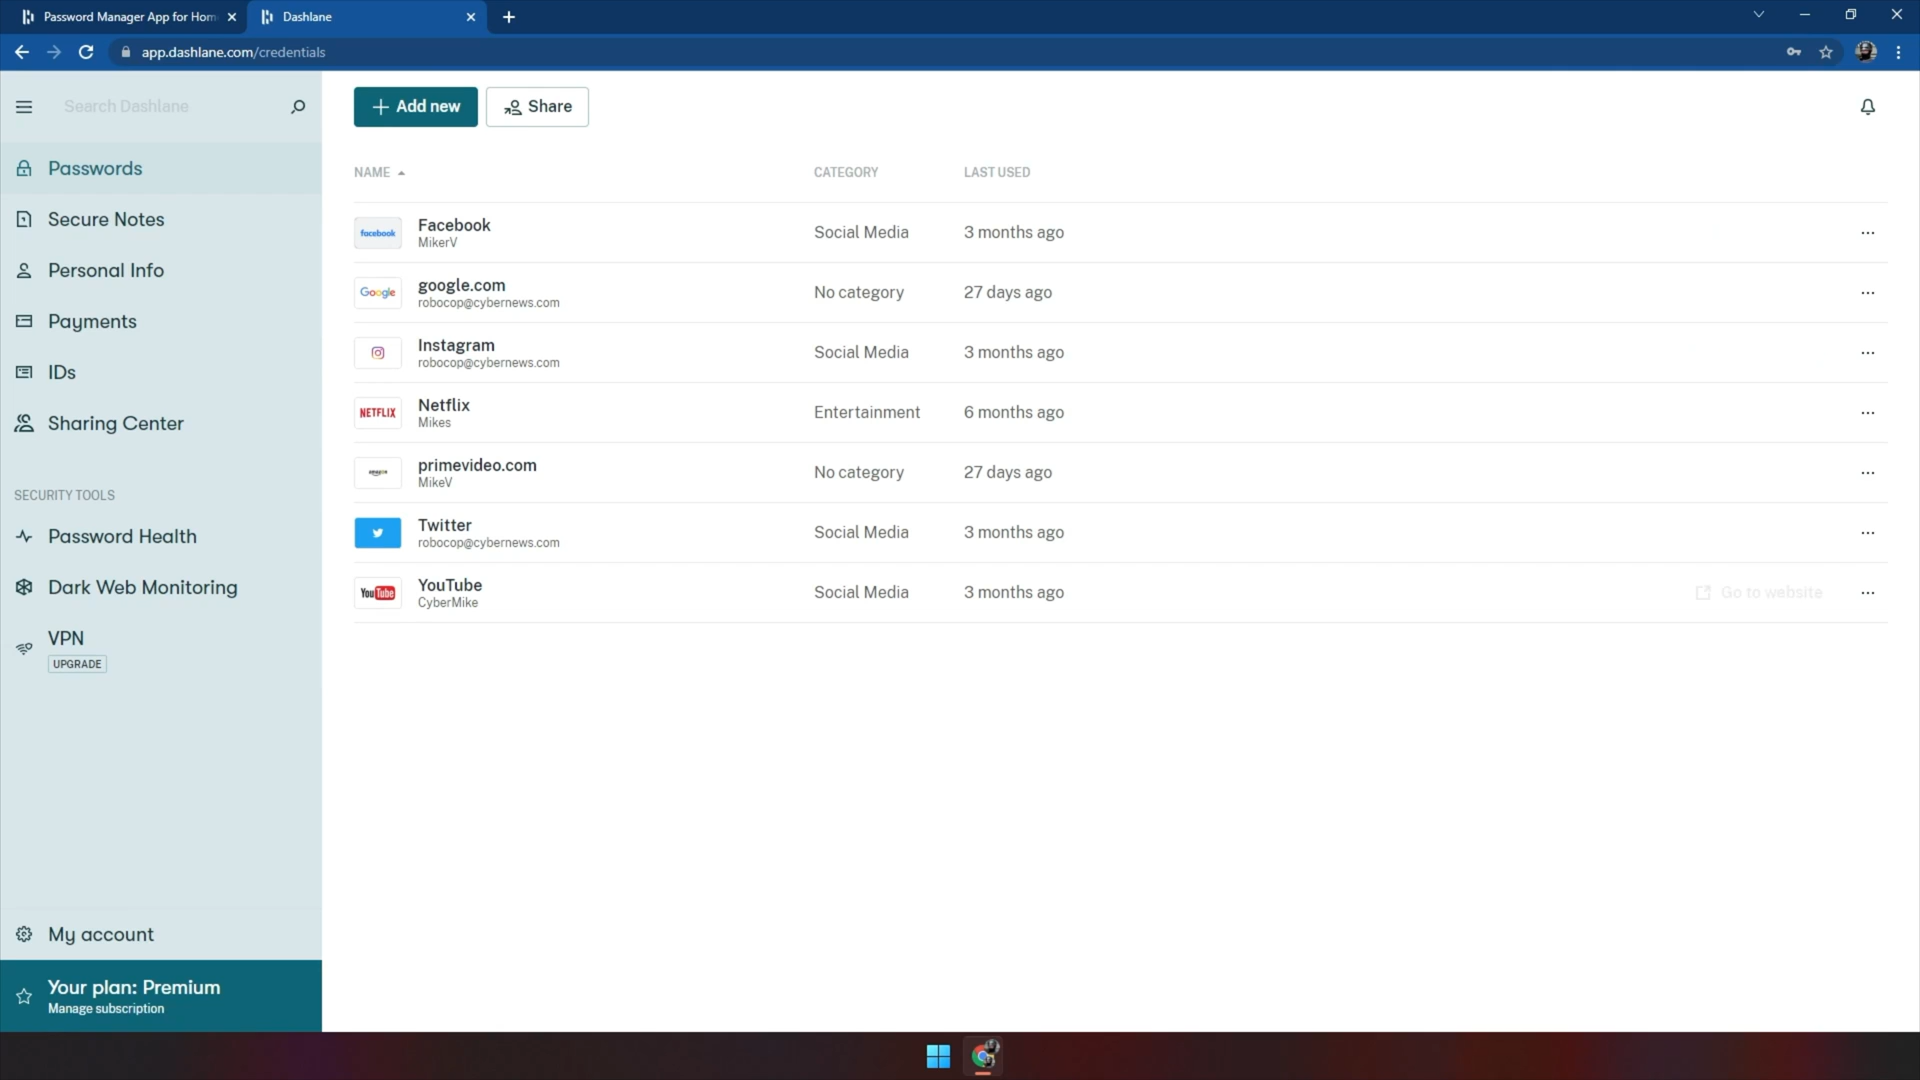 Password Manager App for Hom
Dashlane
app.dashlane.com/credentials
Search Dashlane
Passwords
Secure Notes
Personal Info
Payments
IDs
Sharing Center
SECURITY TOOLS
Password Health
Dark Web Monitoring
VPN
UPGRADE
My account
Your plan: Premium
Manage subscription
Add new
Share
NAME CATEGORY LAST USED
facebook Facebook Social Media 3 months ago
MikerV
Google google.com No category 27 days ago
robocop@cybernews.com
Instagram Social Media 3 months ago
robocop@cybernews.com
NETFLIX Netflix Entertainment 6 months ago
Mikes
amazon primevideo.com No category 27 days ago
MikeV
Twitter Social Media 3 months ago
robocop@cybernews.com
YouTube YouTube Social Media 3 months ago Go to website
CyberMike